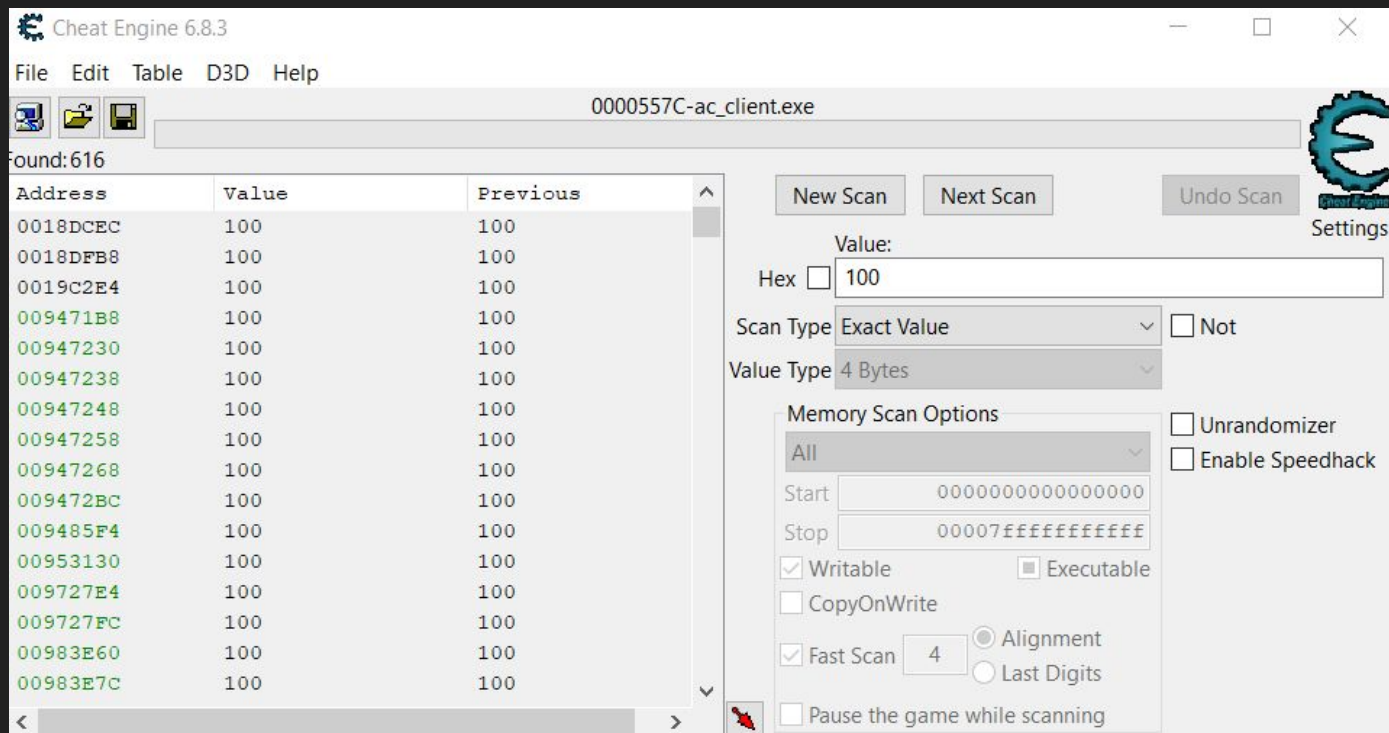 Cheat Engine 6.8.3
File Edit Table D3D Help
0000557C-ac_client.exe
Found:616
Address Value Previous
0018DCEC 100 100
0018DFB8 100 100
0019C2E4 100 100
009471B8 100 100
00947230 100 100
00947238 100 100
00947248 100 100
00947258 100 100
00947268 100 100
009472BC 100 100
009485F4 100 100
00953130 100 100
009727E4 100 100
009727FC 100 100
00983E60 100 100
00983E7C 100 100
New Scan Next Scan Undo Scan
Cheat Engine
Settings
Value:
Hex 100
Scan Type Exact Value Not
Value Type 4 Bytes
Memory Scan Options
All
Unrandomizer
Enable Speedhack
Start 0000000000000000
Stop 00007fffffffffff
Writable Executable
CopyOnWrite
Fast Scan 4 Alignment
Last Digits
Pause the game while scanning